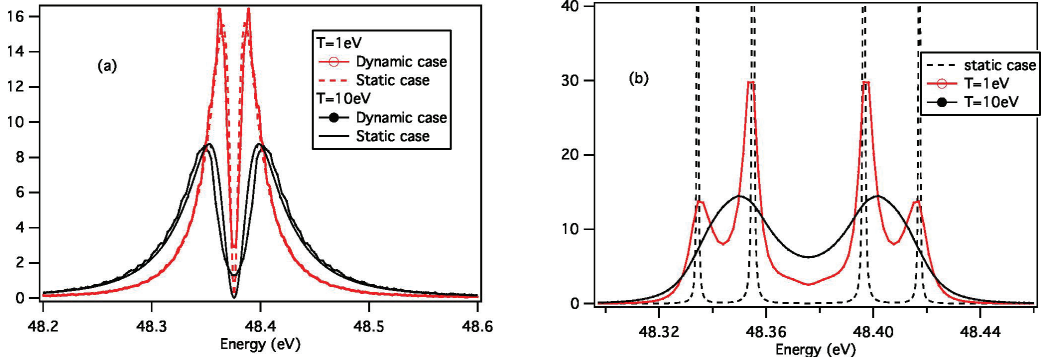 16
14
12
10
8
6
4
2
0
(a)
T=1eV
Dynamic case
Static case
T=10eV
Dynamic case
Static case
48.2
48.3
48.4
48.5
48.6
Energy (eV)
40
30
20
10
0
(b)
static case
T=1eV
T=10eV
48.32
48.36
48.40
48.44
Energy (eV)